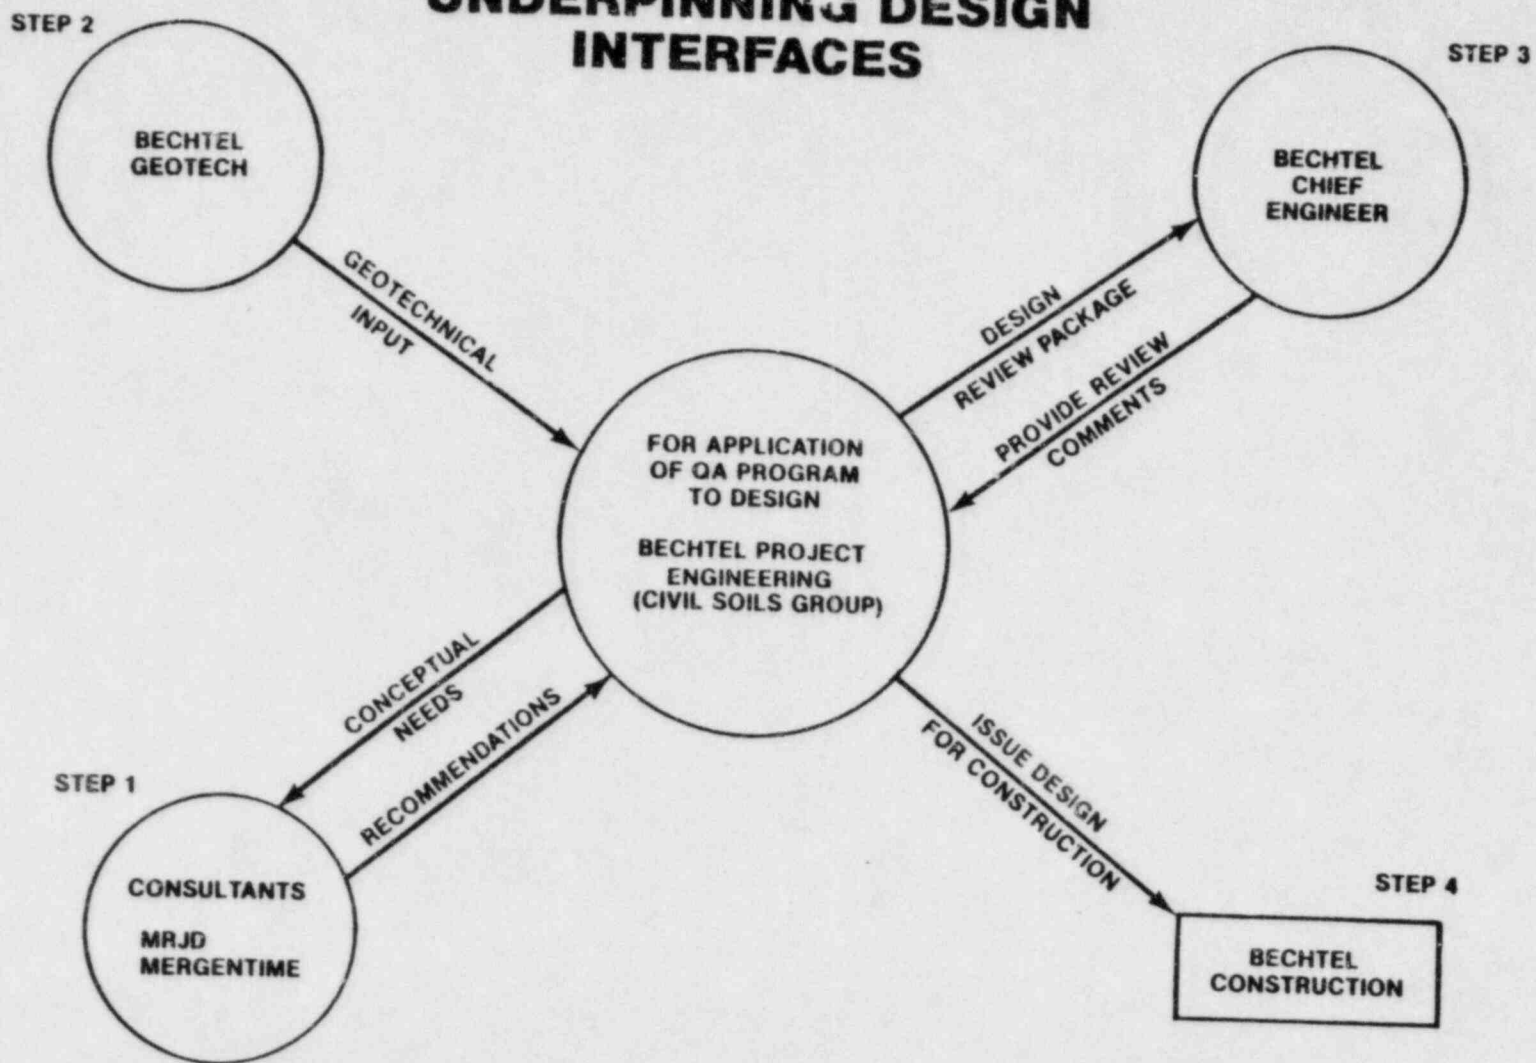 UNDERPINNING DESIGN
INTERFACES
STEP 2
BECHTEL
GEOTECH
STEP 3
BECHTEL
CHIEF
ENGINEER
GEOTECHNICAL
INPUT
DESIGN
REVIEW PACKAGE
PROVIDE REVIEW
COMMENTS
FOR APPLICATION
OF QA PROGRAM
TO DESIGN
BECHTEL PROJECT
ENGINEERING
(CIVIL SOILS GROUP)
CONCEPTUAL
NEEDS
RECOMMENDATIONS
ISSUE DESIGN
FOR CONSTRUCTION
STEP 1
CONSULTANTS
MRJD
MERGENTIME
STEP 4
BECHTEL
CONSTRUCTION